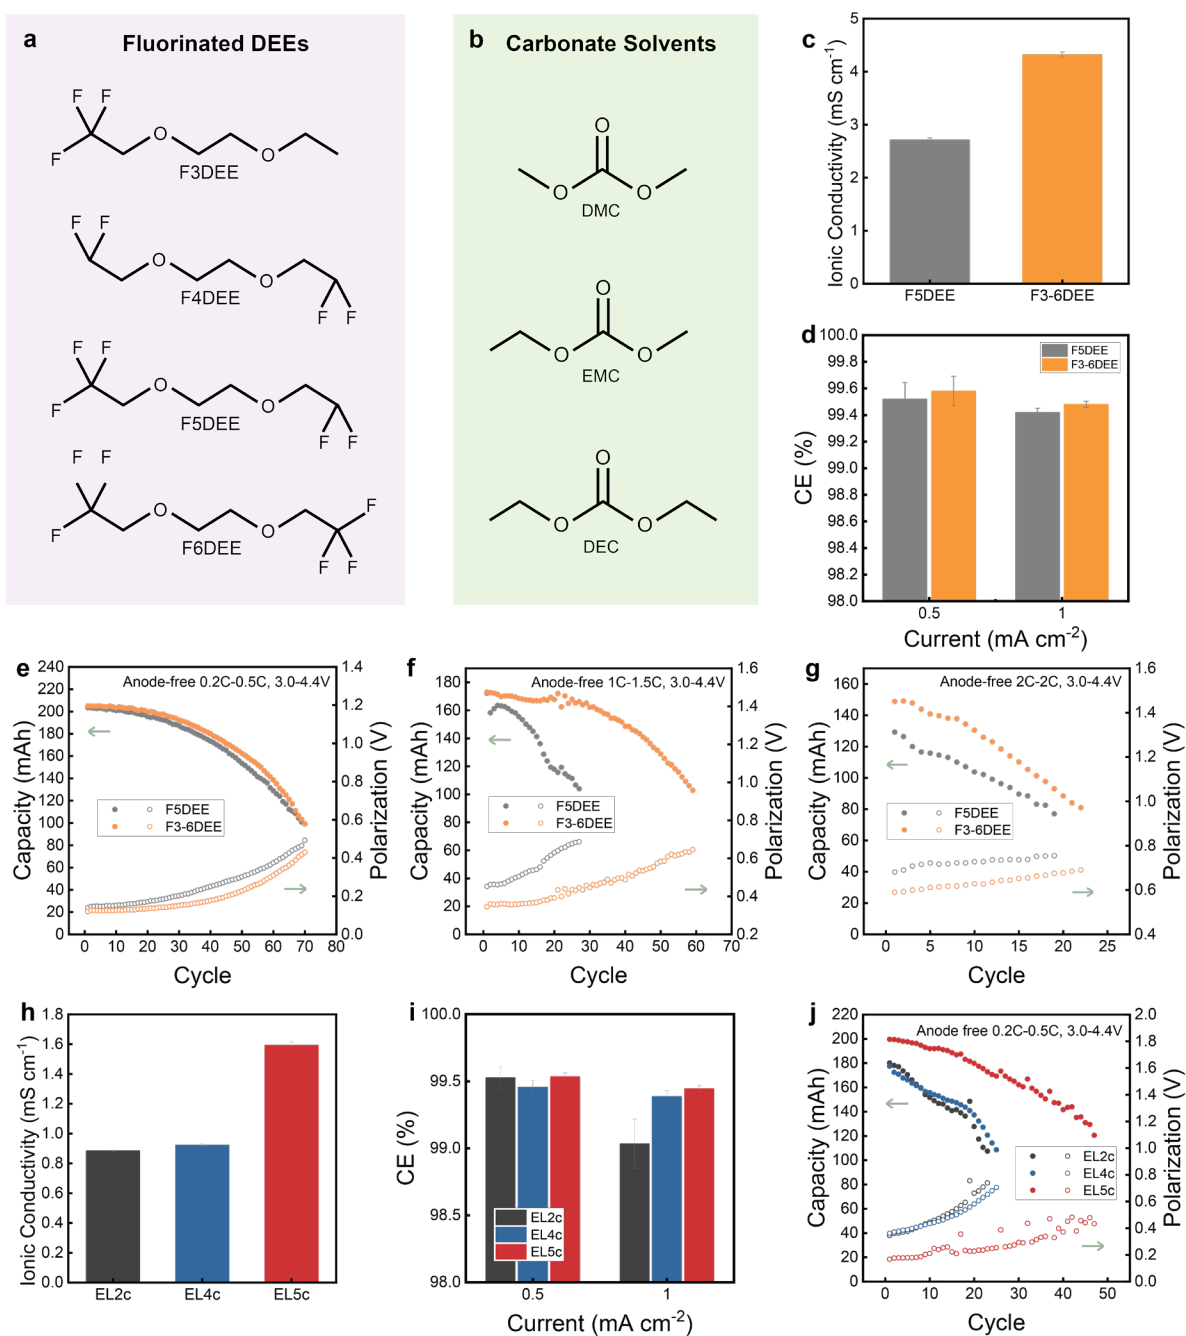 a
Fluorinated DEEs
F F
F
O
O
F3DEE
F F
O
O
F4DEE
F F
F F
F
O
O
F5DEE
F F
F F
F
O
O
F
F6DEE
F F
b
Carbonate Solvents
O
O O
DMC
O
O O
EMC
O
O O
DEC
c
Ionic Conductivity (mS cm-1)
5
4
3
2
1
0
F5DEE F3-6DEE
d
CE (%)
100.0
99.8
99.6
99.4
99.2
99.0
98.8
98.6
98.4
98.2
98.0
F5DEE
F3-6DEE
0.5 1
Current (mA cm-2)
e
Capacity (mAh)
240
220
200
180
160
140
120
100
80
60
40
20
0
Anode-free 0.2C-0.5C, 3.0-4.4V
F5DEE
F3-6DEE
1.4
1.2
1.0
0.8
0.6
0.4
0.2
0.0
Polarization (V)
0 10 20 30 40 50 60 70 80
Cycle
f
Capacity (mAh)
180
160
140
120
100
80
60
40
20
0
Anode-free 1C-1.5C, 3.0-4.4V
F5DEE
F3-6DEE
1.6
1.4
1.2
1.0
0.8
0.6
0.4
0.2
Polarization (V)
0 10 20 30 40 50 60 70
Cycle
g
Capacity (mAh)
160
140
120
100
80
60
40
20
0
Anode-free 2C-2C, 3.0-4.4V
F5DEE
F3-6DEE
1.6
1.4
1.2
1.0
0.8
0.6
0.4
Polarization (V)
0 5 10 15 20 25
Cycle
h
Ionic Conductivity (mS cm-1)
1.8
1.6
1.4
1.2
1.0
0.8
0.6
0.4
0.2
0.0
EL2c EL4c EL5c
i
CE (%)
100.0
99.5
99.0
98.5
98.0
EL2c
EL4c
EL5c
0.5 1
Current (mA cm-2)
j
Capacity (mAh)
220
200
180
160
140
120
100
80
60
40
20
0
Anode free 0.2C-0.5C, 3.0-4.4V
EL2c
EL4c
EL5c
2.0
1.8
1.6
1.4
1.2
1.0
0.8
0.6
0.4
0.2
0.0
Polarization (V)
0 10 20 30 40 50
Cycle